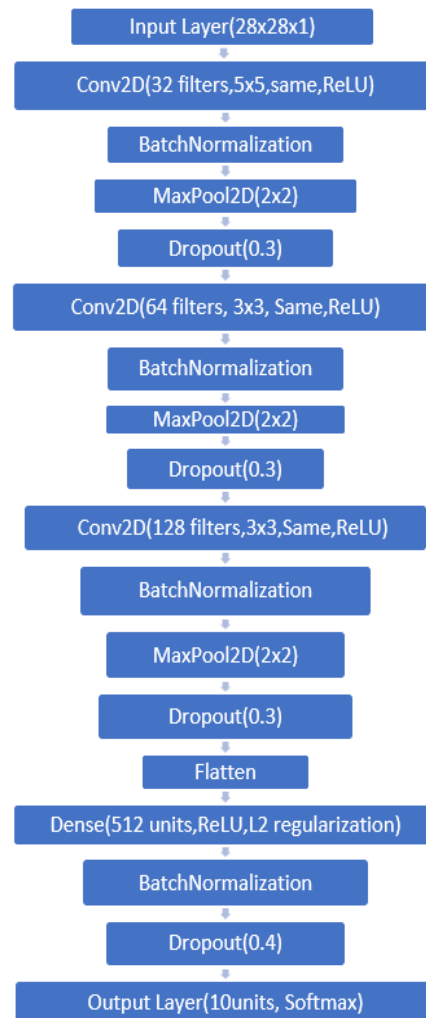 Input Layer(28x28x1)
Conv2D(32 filters,5x5,same,ReLU)
BatchNormalization
MaxPool2D(2x2)
Dropout(0.3)
Conv2D(64 filters, 3x3, Same,ReLU)
BatchNormalization
MaxPool2D(2x2)
Dropout(0.3)
Conv2D(128 filters,3x3,Same,ReLU)
BatchNormalization
MaxPool2D(2x2)
Dropout(0.3)
Flatten
Dense(512 units,ReLU,L2 regularization)
BatchNormalization
Dropout(0.4)
Output Layer(10units, Softmax)